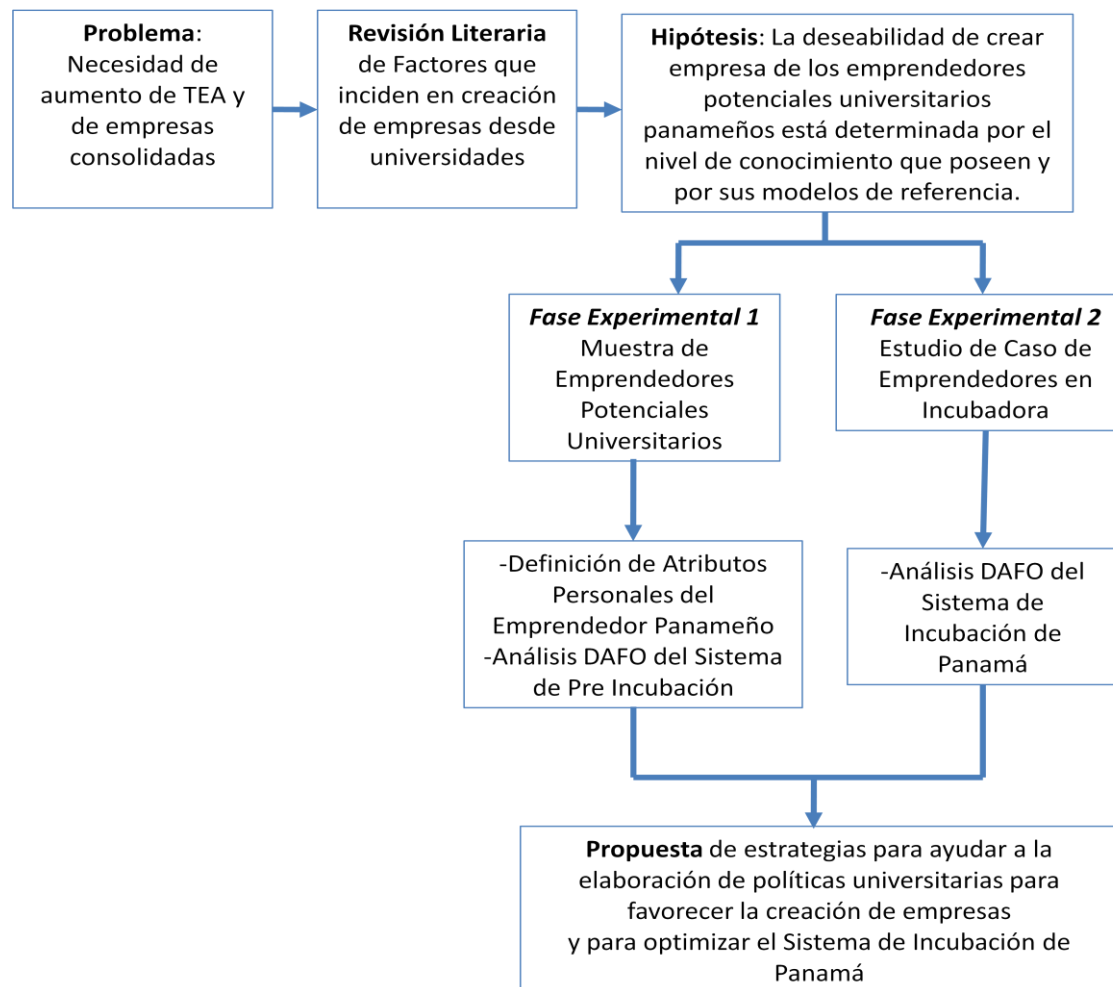 Problema:
Necesidad de
aumento de TEA y
de empresas
consolidadas
Revisión Literaria
de Factores que
inciden en creación
de empresas desde
universidades
Hipótesis: La deseabilidad de crear
empresa de los emprendedores
potenciales universitarios
panameños está determinada por el
nivel de conocimiento que poseen y
por sus modelos de referencia.
Fase Experimental 1
Muestra de
Emprendedores
Potenciales
Universitarios
Fase Experimental 2
Estudio de Caso de
Emprendedores en
Incubadora
-Definición de Atributos
Personales del
Emprendedor Panameño
-Análisis DAFO del Sistema
de Pre Incubación
-Análisis DAFO del
Sistema de
Incubación de
Panamá
Propuesta de estrategias para ayudar a la
elaboración de políticas universitarias para
favorecer la creación de empresas
y para optimizar el Sistema de Incubación de
Panamá